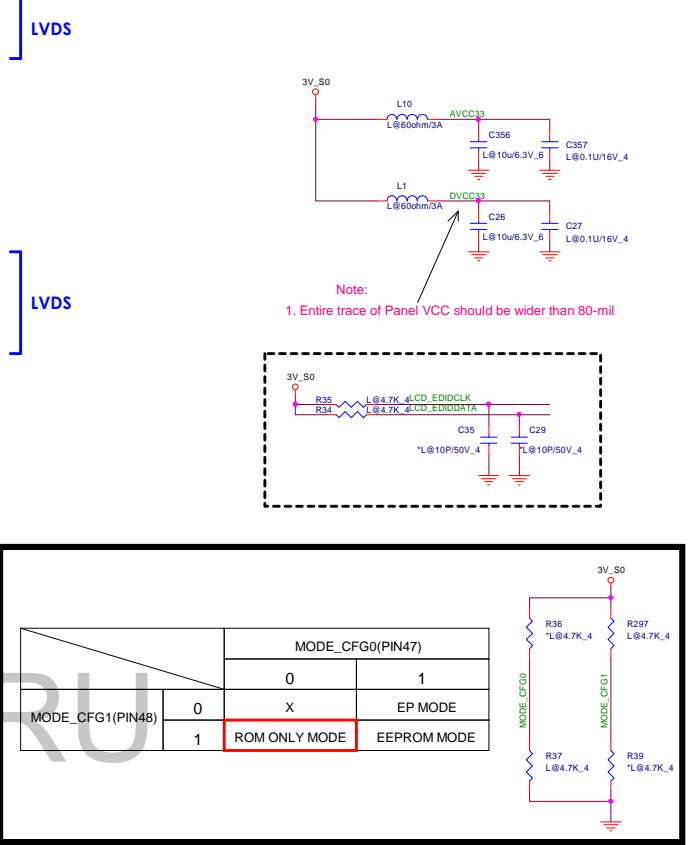 LVDS
3V_S0
L10
AVCC33
L@60ohm/3A
C356
L@10u/6.3V_6
C357
L@0.1U/16V_4
L1
DVCC33
L@60ohm/3A
C26
L@10u/6.3V_6
C27
L@0.1U/16V_4
LVDS
Note:
1. Entire trace of Panel VCC should be wider than 80-mil
3V_S0
R35 L@4.7K_4 LCD_EDIDCLK
R34 L@4.7K_4 LCD_EDIDDATA
C35
*L@10P/50V_4
C29
*L@10P/50V_4
3V_S0
R36
*L@4.7K_4
R297
L@4.7K_4
MODE_CFG0
MODE_CFG1
R37
L@4.7K_4
R39
*L@4.7K_4
MODE_CFG0(PIN47)
0 1
MODE_CFG1(PIN48)
0 X EP MODE
1 ROM ONLY MODE EEPROM MODE
RU